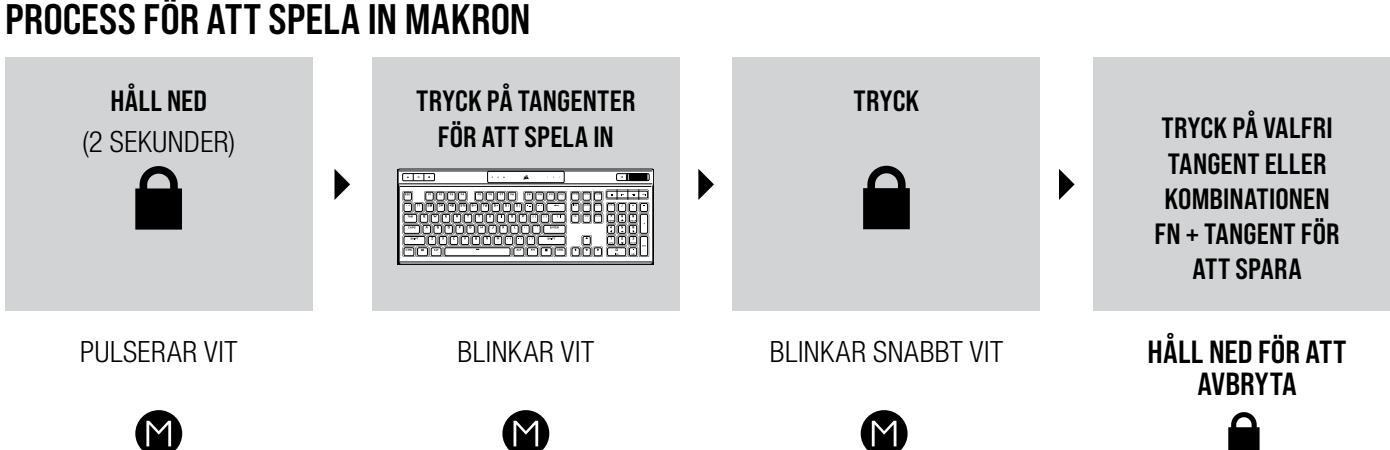 PROCESS FÖR ATT SPELA IN MAKRON
HÅLL NED
(2 SEKUNDER)
TRYCK PÅ TANGENTER
FÖR ATT SPELA IN
TRYCK
TRYCK PÅ VALFRI
TANGENT ELLER
KOMBINATIONEN
FN + TANGENT FÖR
ATT SPARA
PULSERAR VIT
BLINKAR VIT
BLINKAR SNABBT VIT
HÅLL NED FÖR ATT
AVBRYTA
M
M
M